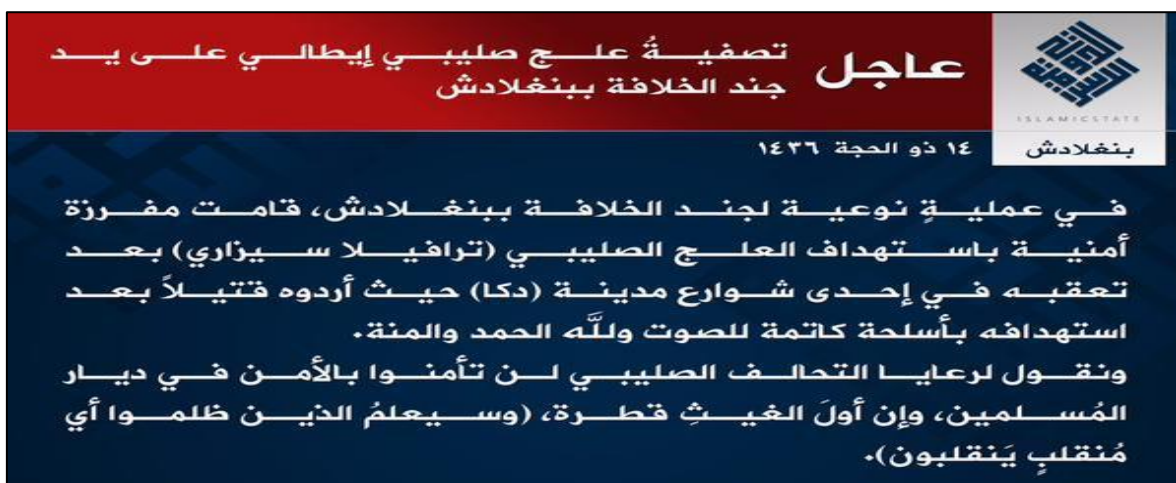 عاجل
تصفيةُ علج صليبي إيطالي على يد
جند الخلافة ببنغلادش
ISLAMICSTATE
بنغلادش
١٤ ذو الحجة ١٤٣٦
في عمليةٍ نوعية لجند الخلافة ببنغلادش، قامت مفرزة
أمنية باستهداف العلج الصليبي (ترافيلا سيزاري) بعد
تعقبه في إحدى شوارع مدينة (دكا) حيث أردوه قتيلاً بعد
استهدافه بأسلحة كاتمة للصوت وللَّه الحمد والمنة.
ونقول لرعايا التحالف الصليبي لن تأمنوا بالأمن في ديار
المُسلمين، وإن أولَ الغيثِ قطرة، (وسيعلمُ الذين ظلموا أي
مُنقلبٍ يَنقلبون).